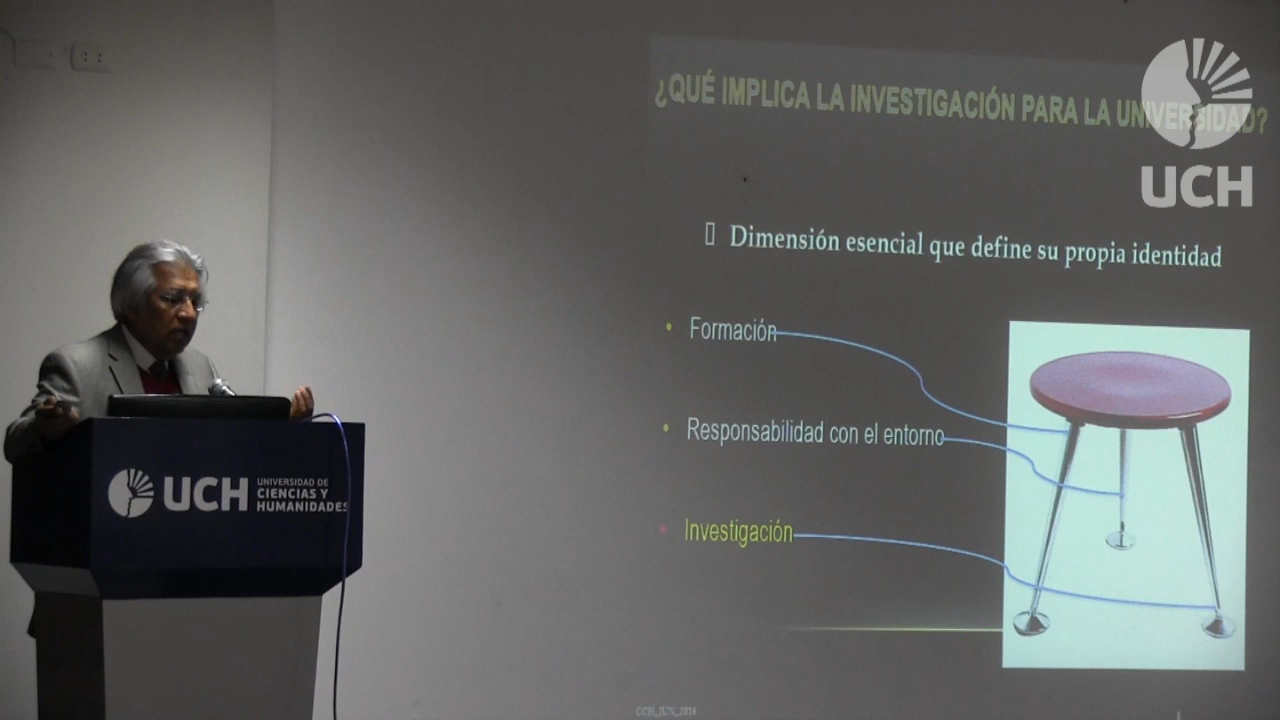 ¿QUÉ IMPLICA LA INVESTIGACIÓN PARA LA UNIVERSIDAD?
UCH
Dimensión esencial que define su propia identidad
• Formación
• Responsabilidad con el entorno
• Investigación
UCH
UNIVERSIDAD DE
CIENCIAS Y
HUMANIDADES